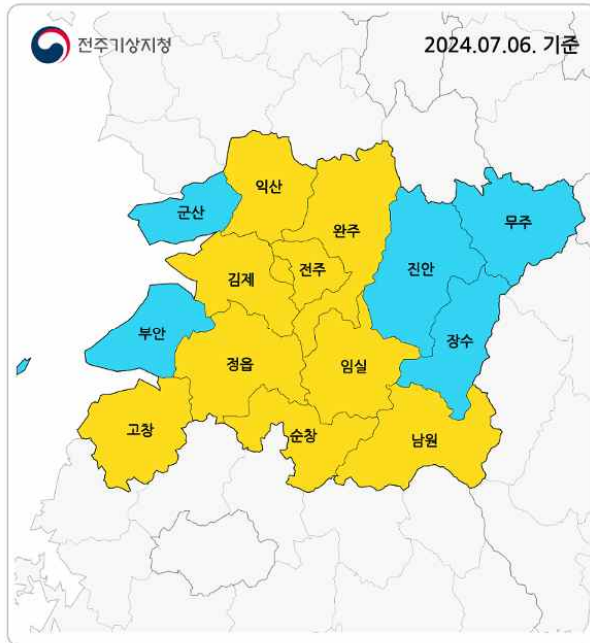 전주기상지청
2024.07.06. 기준
익산
군산
완주
무주
전주
진안
김제
부안
장수
정읍
임실
고창
순창
남원